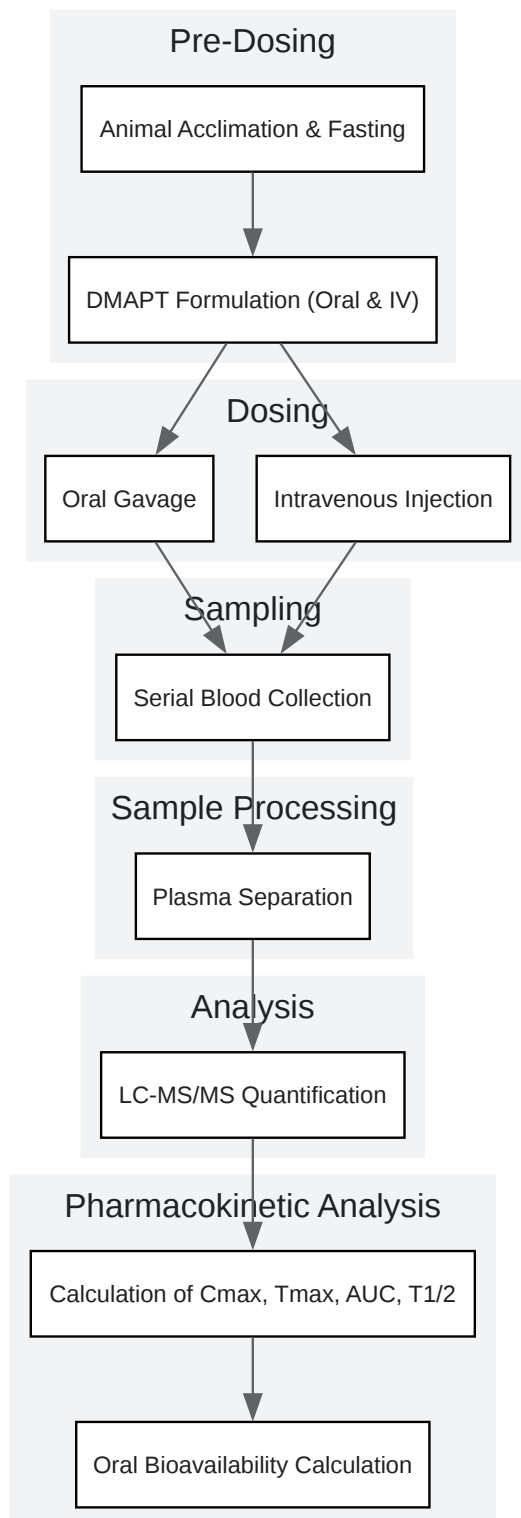 Pre-Dosing
Animal Acclimation & Fasting
DMAPT Formulation (Oral & IV)
Dosing
Oral Gavage
Intravenous Injection
Sampling
Serial Blood Collection
Sample Processing
Plasma Separation
Analysis
LC-MS/MS Quantification
Pharmacokinetic Analysis
Calculation of Cmax, Tmax, AUC, T1/2
Oral Bioavailability Calculation